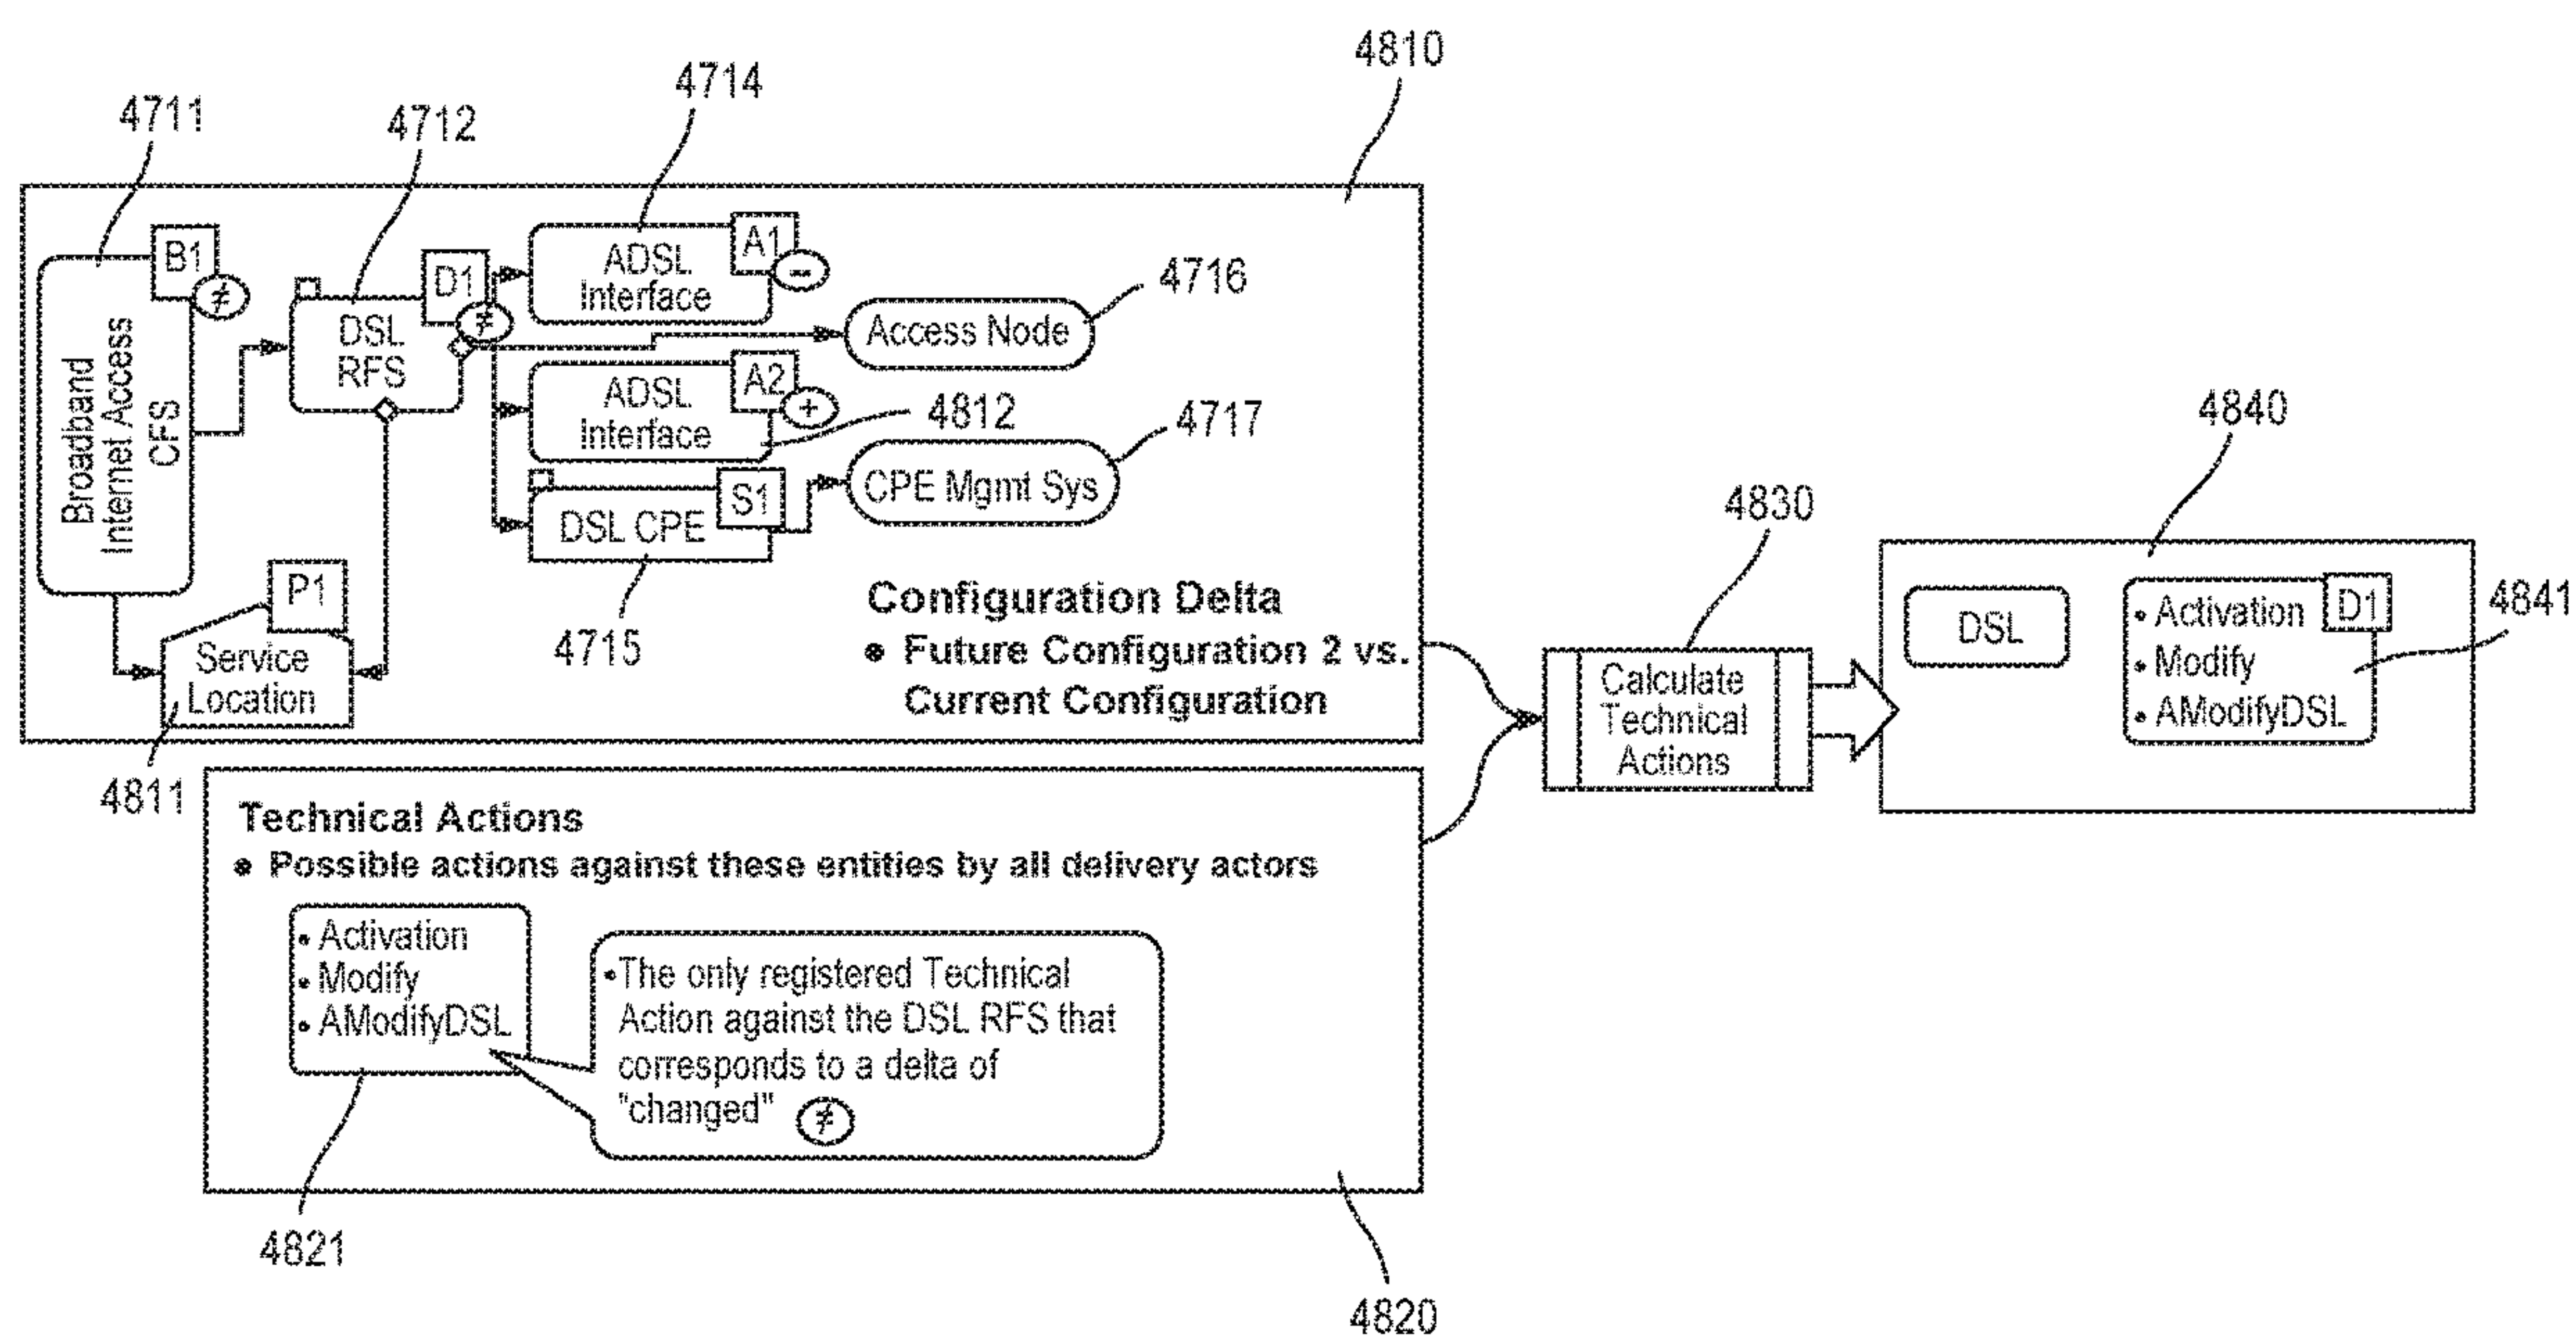 4810
4714
4711
4712
B1
≠
Broadband
Internet Access
CFS
DSL
RFS
D1
≠
ADSL
Interface
A1
–
4716
Access Node
ADSL
Interface
A2
+
4812
4717
DSL CPE
S1
CPE Mgmt Sys
4715
P1
Service
Location
4811
Configuration Delta
• Future Configuration 2 vs.
Current Configuration
4830
Calculate
Technical
Actions
4840
DSL
• Activation
• Modify
• AModifyDSL
D1
4841
Technical Actions
• Possible actions against these entities by all delivery actors
• Activation
• Modify
• AModifyDSL
• The only registered Technical
Action against the DSL RFS that
corresponds to a delta of
"changed" ≠
4821
4820